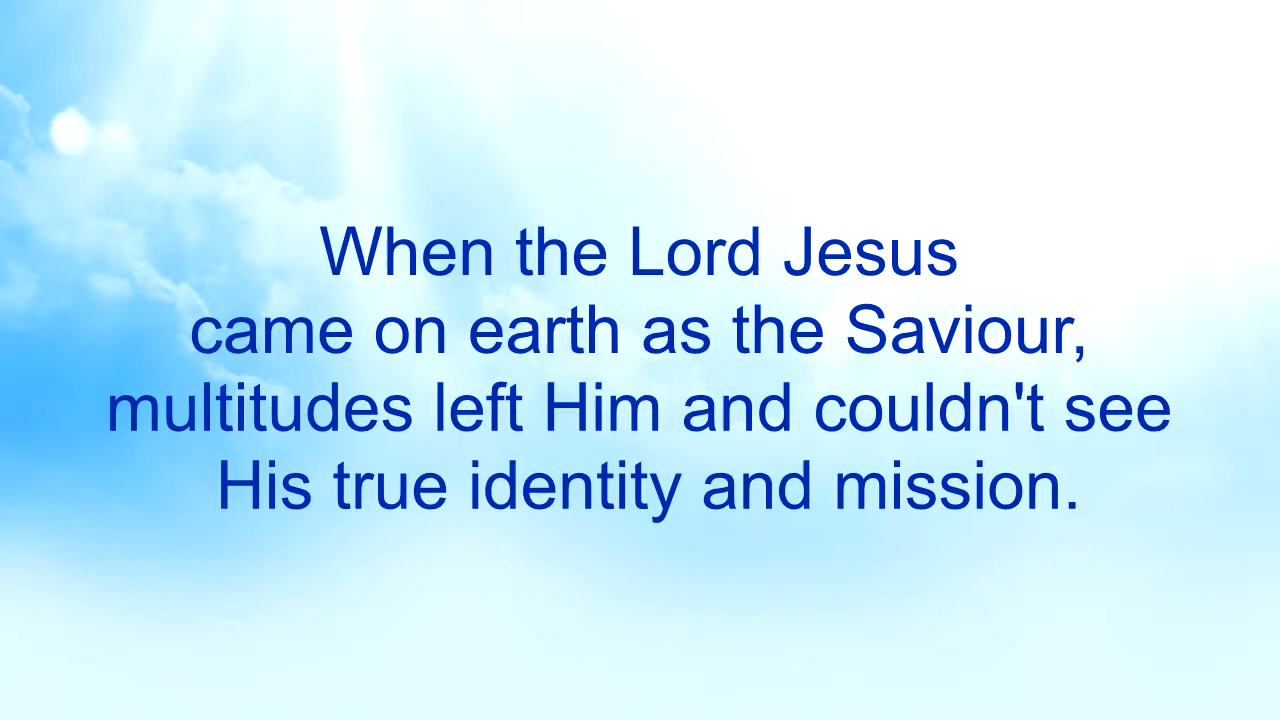 When the Lord Jesus
came on earth as the Saviour,
multitudes left Him and couldn't see
His true identity and mission.